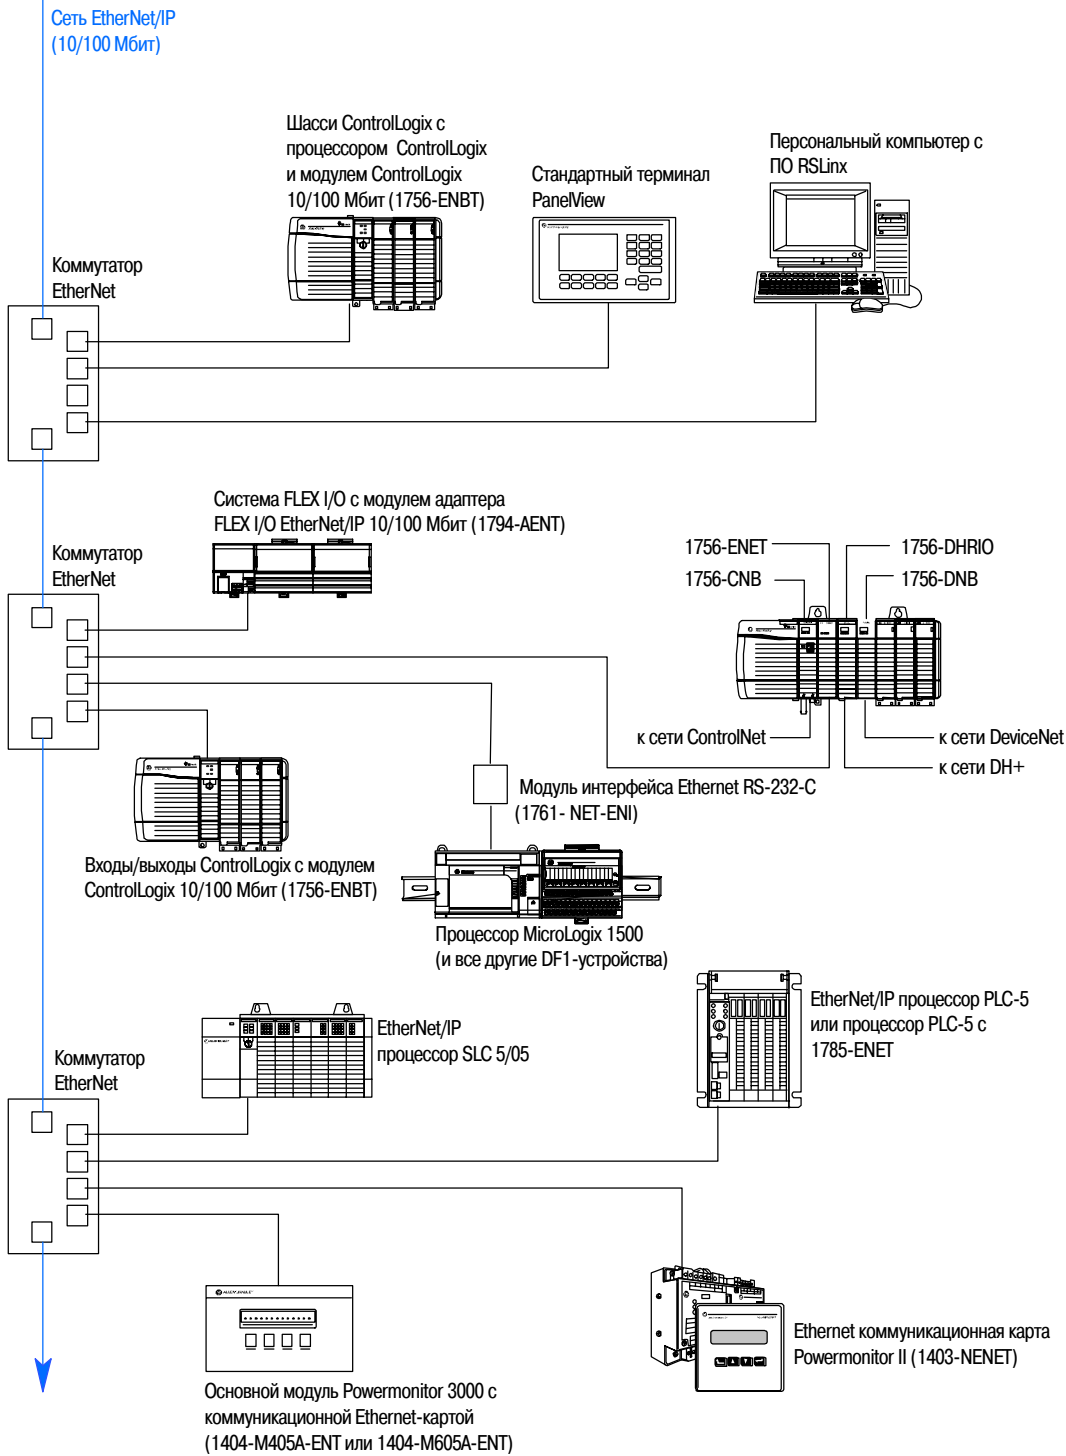 Сеть EtherNet/IP
(10/100 Мбит)
Шасси ControlLogix с
процессором ControlLogix
и модулем ControlLogix
10/100 Мбит (1756-ENBT)
Стандартный терминал
PanelView
Персональный компьютер с
ПО RSLinx
Коммутатор
EtherNet
Система FLEX I/O с модулем адаптера
FLEX I/O EtherNet/IP 10/100 Мбит (1794-AENT)
Коммутатор
EtherNet
1756-ENET
1756-DHRIO
1756-CNB
1756-DNB
к сети ControlNet
к сети DeviceNet
к сети DH+
Модуль интерфейса Ethernet RS-232-C
(1761- NET-ENI)
Входы/выходы ControlLogix с модулем
ControlLogix 10/100 Мбит (1756-ENBT)
Процессор MicroLogix 1500
(и все другие DF1-устройства)
EtherNet/IP
процессор SLC 5/05
EtherNet/IP процессор PLC-5
или процессор PLC-5 с
1785-ENET
Коммутатор
EtherNet
Ethernet коммуникационная карта
Powermonitor II (1403-NENET)
Основной модуль Powermonitor 3000 с
коммуникационной Ethernet-картой
(1404-M405A-ENT или 1404-M605A-ENT)